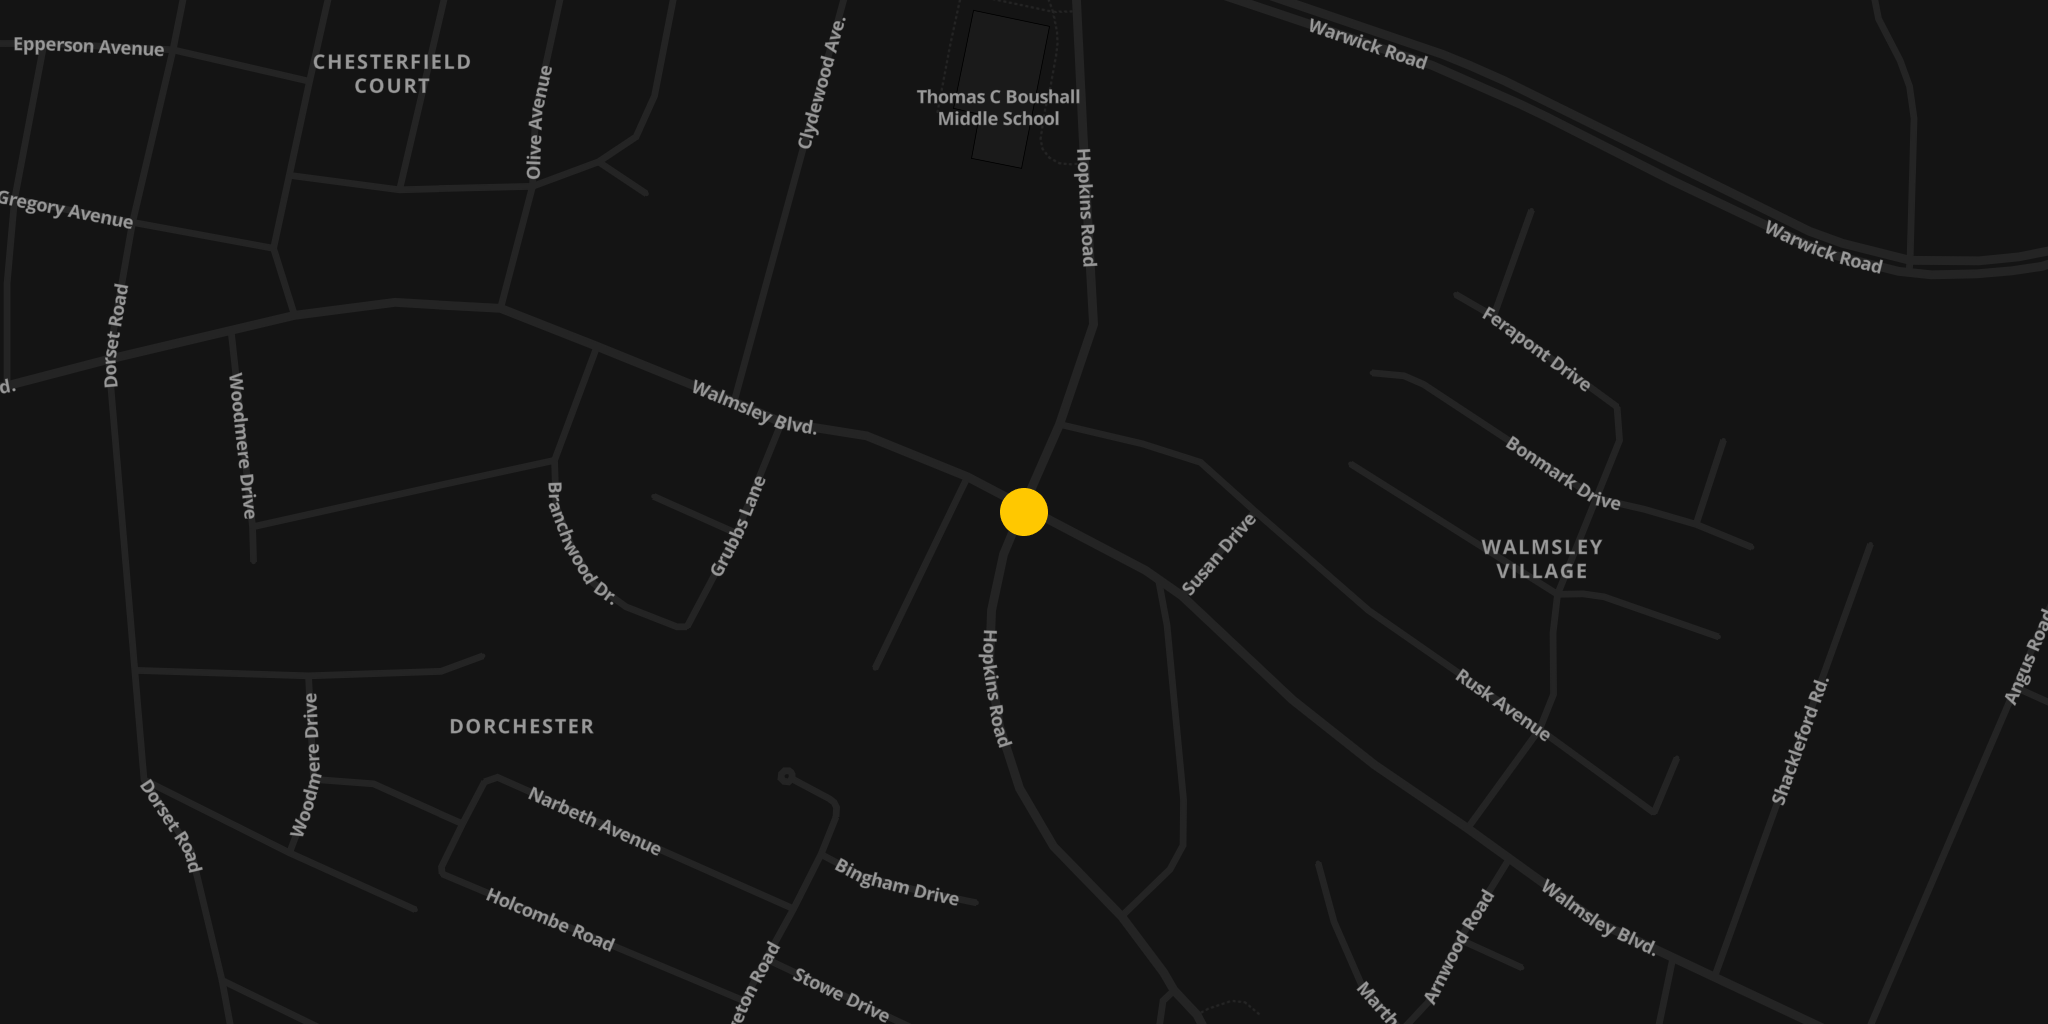 Epperson Avenue
CHESTERFIELD
COURT
Olive Avenue
Clydewood Ave.
Thomas C Boushall
Middle School
Hopkins Road
Warwick Road
Warwick Road
Gregory Avenue
Dorset Road
d.
Woodmere Drive
Walmsley Blvd.
Branchwood Dr.
Grubbs Lane
Ferapont Drive
Bonmark Drive
Susan Drive
WALMSLEY
VILLAGE
Hopkins Road
Rusk Avenue
Shackleford Rd.
Angus Road
Woodmere Drive
DORCHESTER
Dorset Road
Narbeth Avenue
Holcombe Road
Bingham Drive
eton Road
Stowe Drive
Arnwood Road
Marth
Walmsley Blvd.